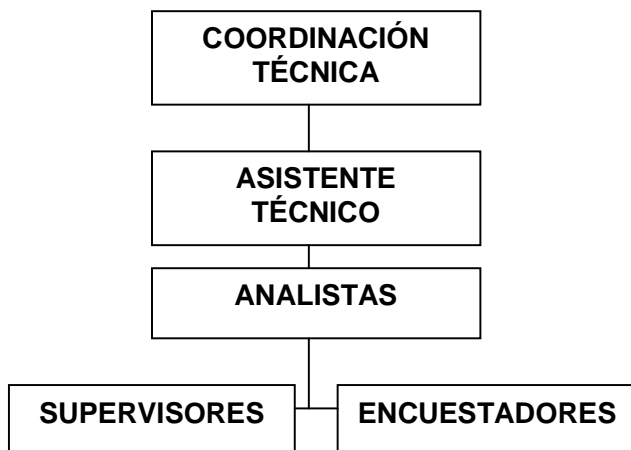 COORDINACIÓN
TÉCNICA
ASISTENTE
TÉCNICO
ANALISTAS
SUPERVISORES
ENCUESTADORES